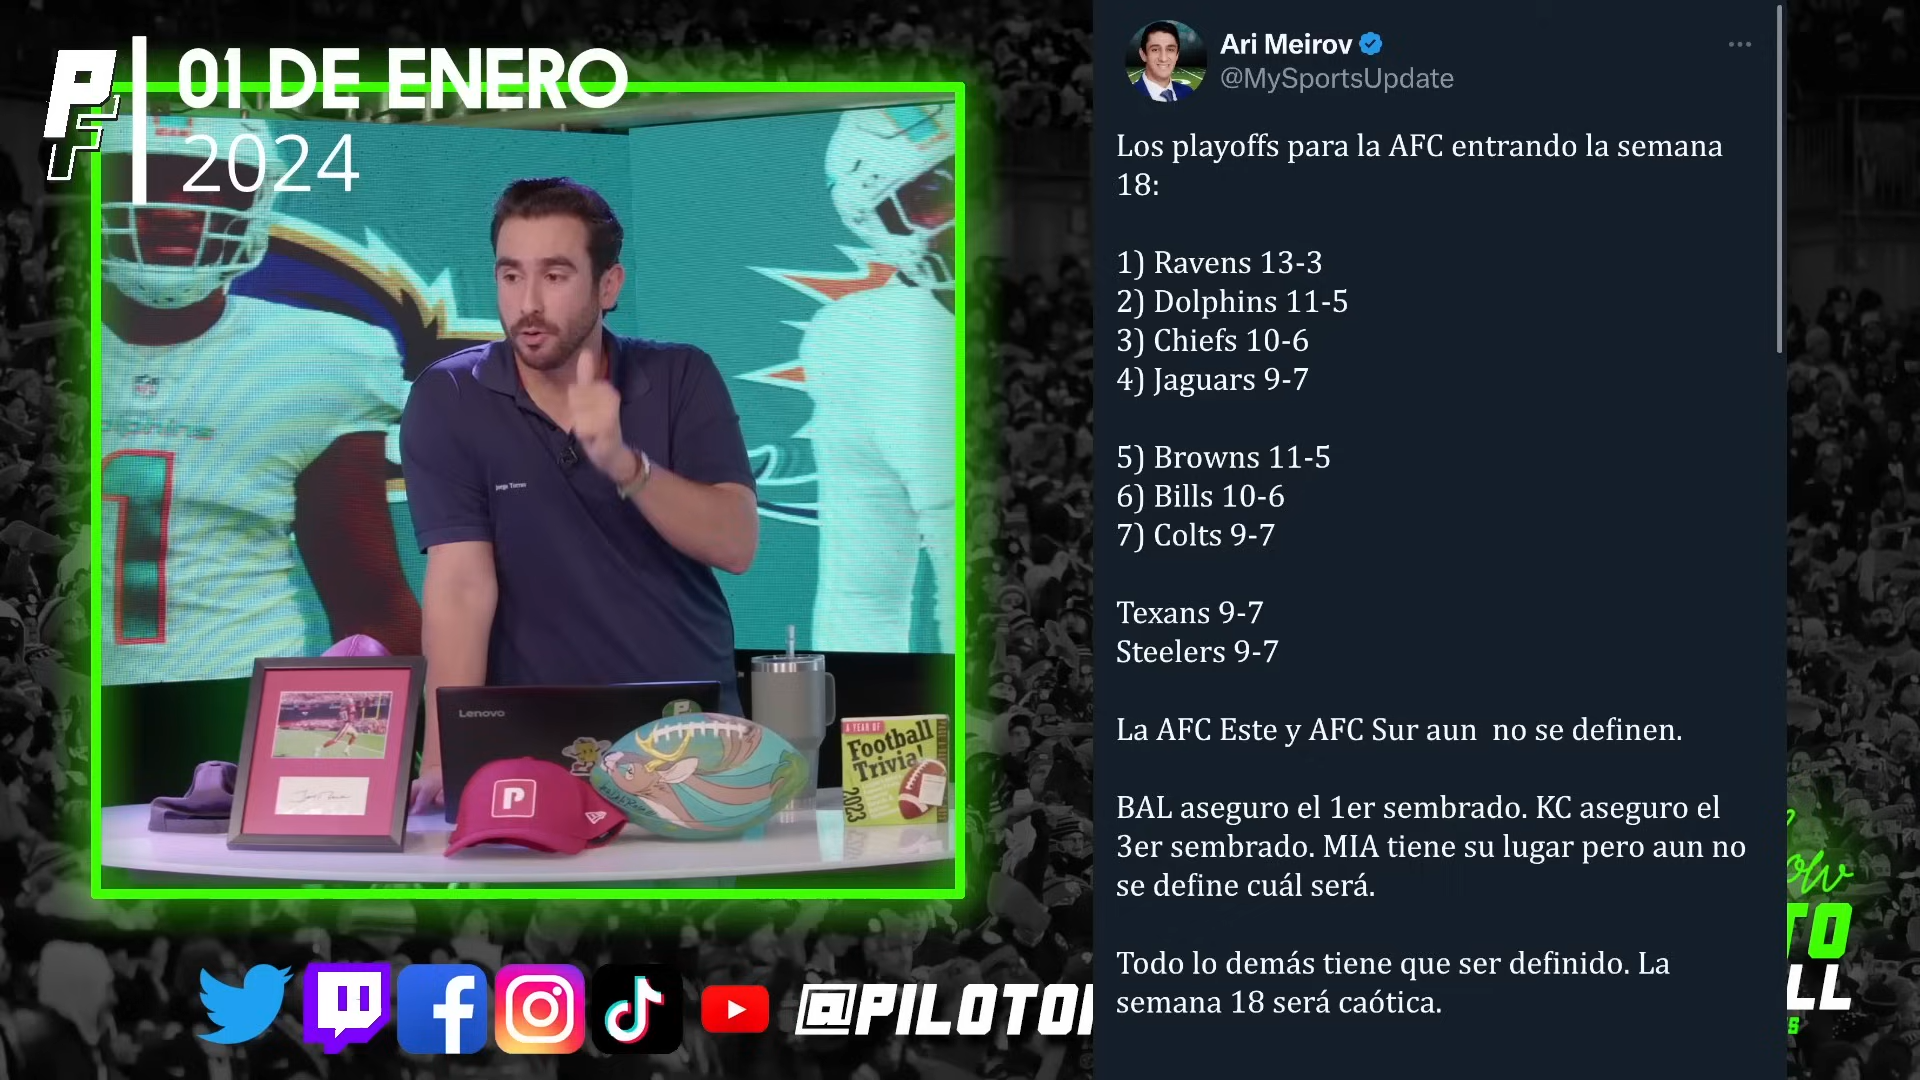 PF
01 DE ENERO
2024
Lenovo
P
A YEAR OF
Football
Trivia!
2023
Ari Meirov
@MySportsUpdate
Los playoffs para la AFC entrando la semana
18:
1) Ravens 13-3
2) Dolphins 11-5
3) Chiefs 10-6
4) Jaguars 9-7
5) Browns 11-5
6) Bills 10-6
7) Colts 9-7
Texans 9-7
Steelers 9-7
La AFC Este y AFC Sur aun  no se definen.
BAL aseguro el 1er sembrado. KC aseguro el
3er sembrado. MIA tiene su lugar pero aun no
se define cuál será.
Todo lo demás tiene que ser definido. La
semana 18 será caótica.
@PILOTO
TO
LL